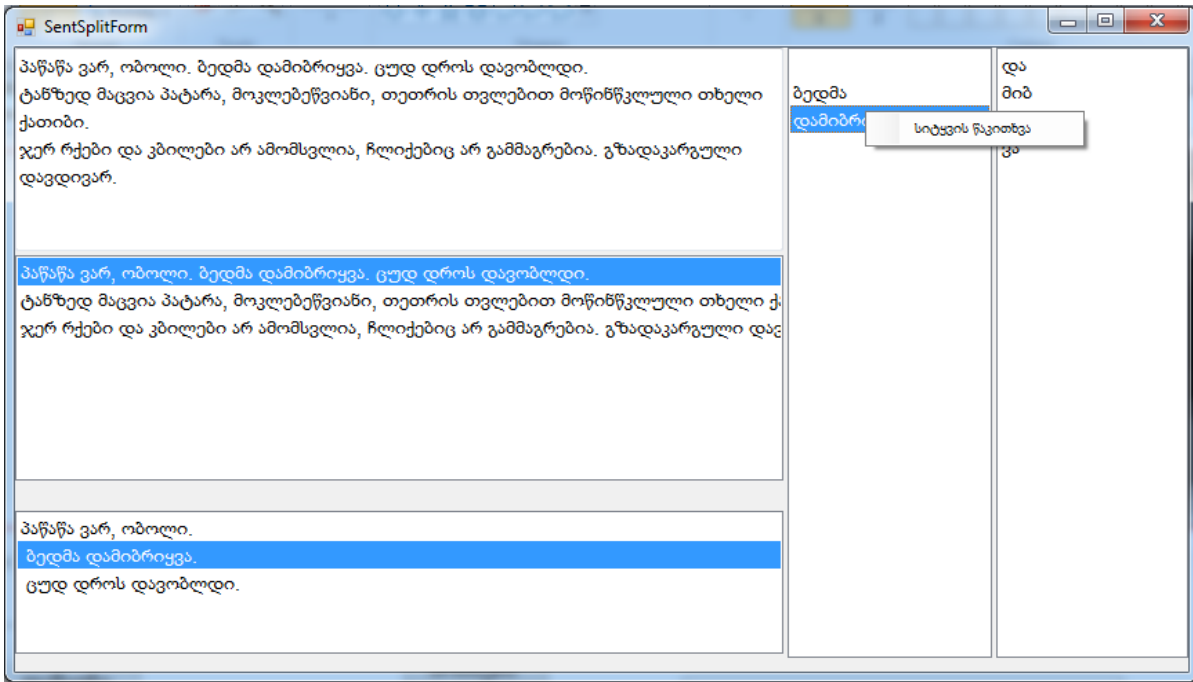 SentSplitForm
პაწაწა ვარ, ობოლი. ბედმა დამიბრიყვა. ცუდ დროს დავობლდი.
ტანზედ მაცვია პატარა, მოკლებეწვიანი, თეთრის თვლებით მოწინწკლული თხელი
ქათიბი.
ჯერ რქები და კბილები არ ამომსვლია, ჩლიქებიც არ გამმაგრებია. გზადაკარგული
დავდივარ.
პაწაწა ვარ, ობოლი. ბედმა დამიბრიყვა. ცუდ დროს დავობლდი.
ტანზედ მაცვია პატარა, მოკლებეწვიანი, თეთრის თვლებით მოწინწკლული თხელი
ჯერ რქები და კბილები არ ამომსვლია, ჩლიქებიც არ გამმაგრებია. გზადაკარგული
პაწაწა ვარ, ობოლი.
ბედმა დამიბრიყვა.
ცუდ დროს დავობლდი.
ბედმა
სიტყვის წაკითხვა
და
მიბ
ვა